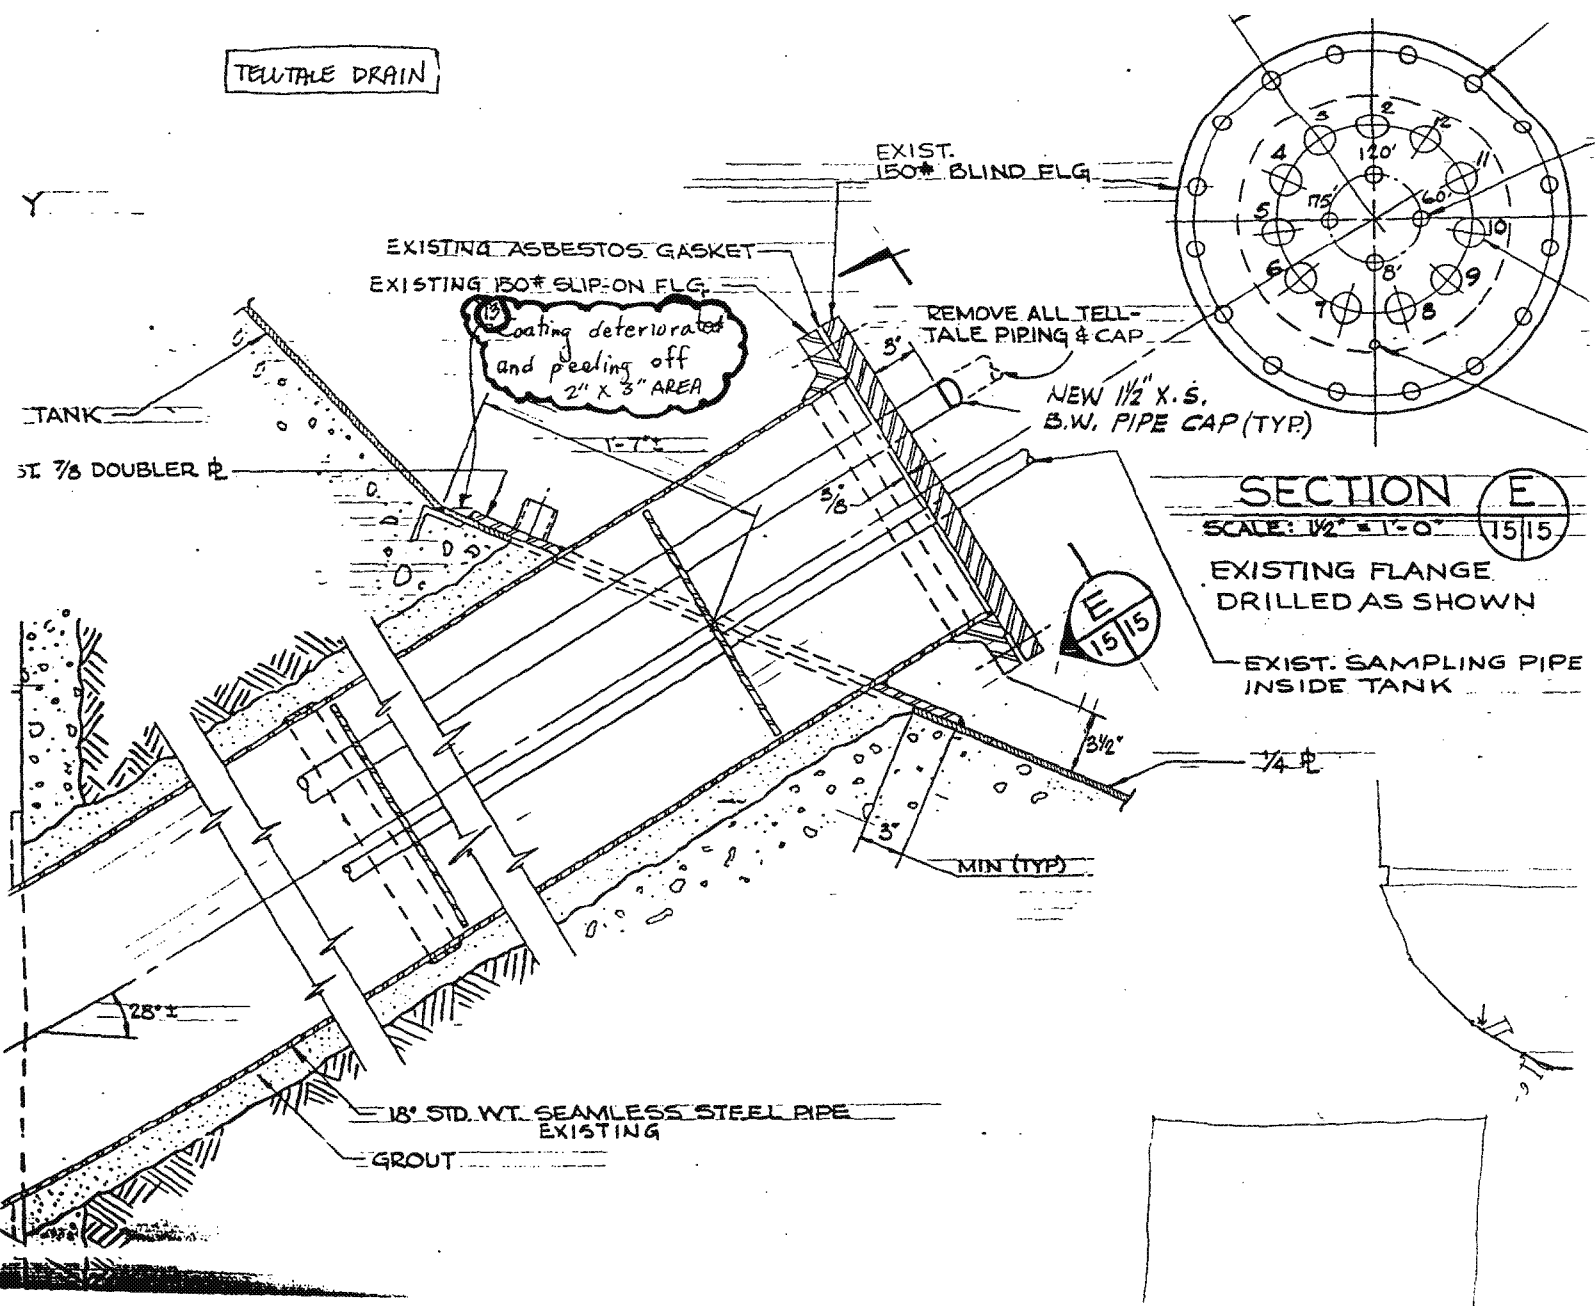 TELLTALE DRAIN
Y
EXIST.
150# BLIND FLG
EXISTING ASBESTOS GASKET
EXISTING 150# SLIP-ON FLG.
13
Coating deteriorated
and peeling off
2" X 3" AREA
REMOVE ALL TELL-
TALE PIPING & CAP
3"
NEW 1½" X.S.
B.W. PIPE CAP (TYP.)
TANK
1'-7"±
ST. 7/8 DOUBLER ℄
3/8"
2
3
12
4
120'
11
75'
60'
5
10
8'
6
9
7
8
SECTION E
SCALE: 1½" = 1'-0" 15 15
EXISTING FLANGE
DRILLED AS SHOWN
E
15 15
EXIST. SAMPLING PIPE
INSIDE TANK
3½"
1/4 ℄
3"
MIN (TYP)
28°±
18" STD. WT. SEAMLESS STEEL PIPE
EXISTING
GROUT